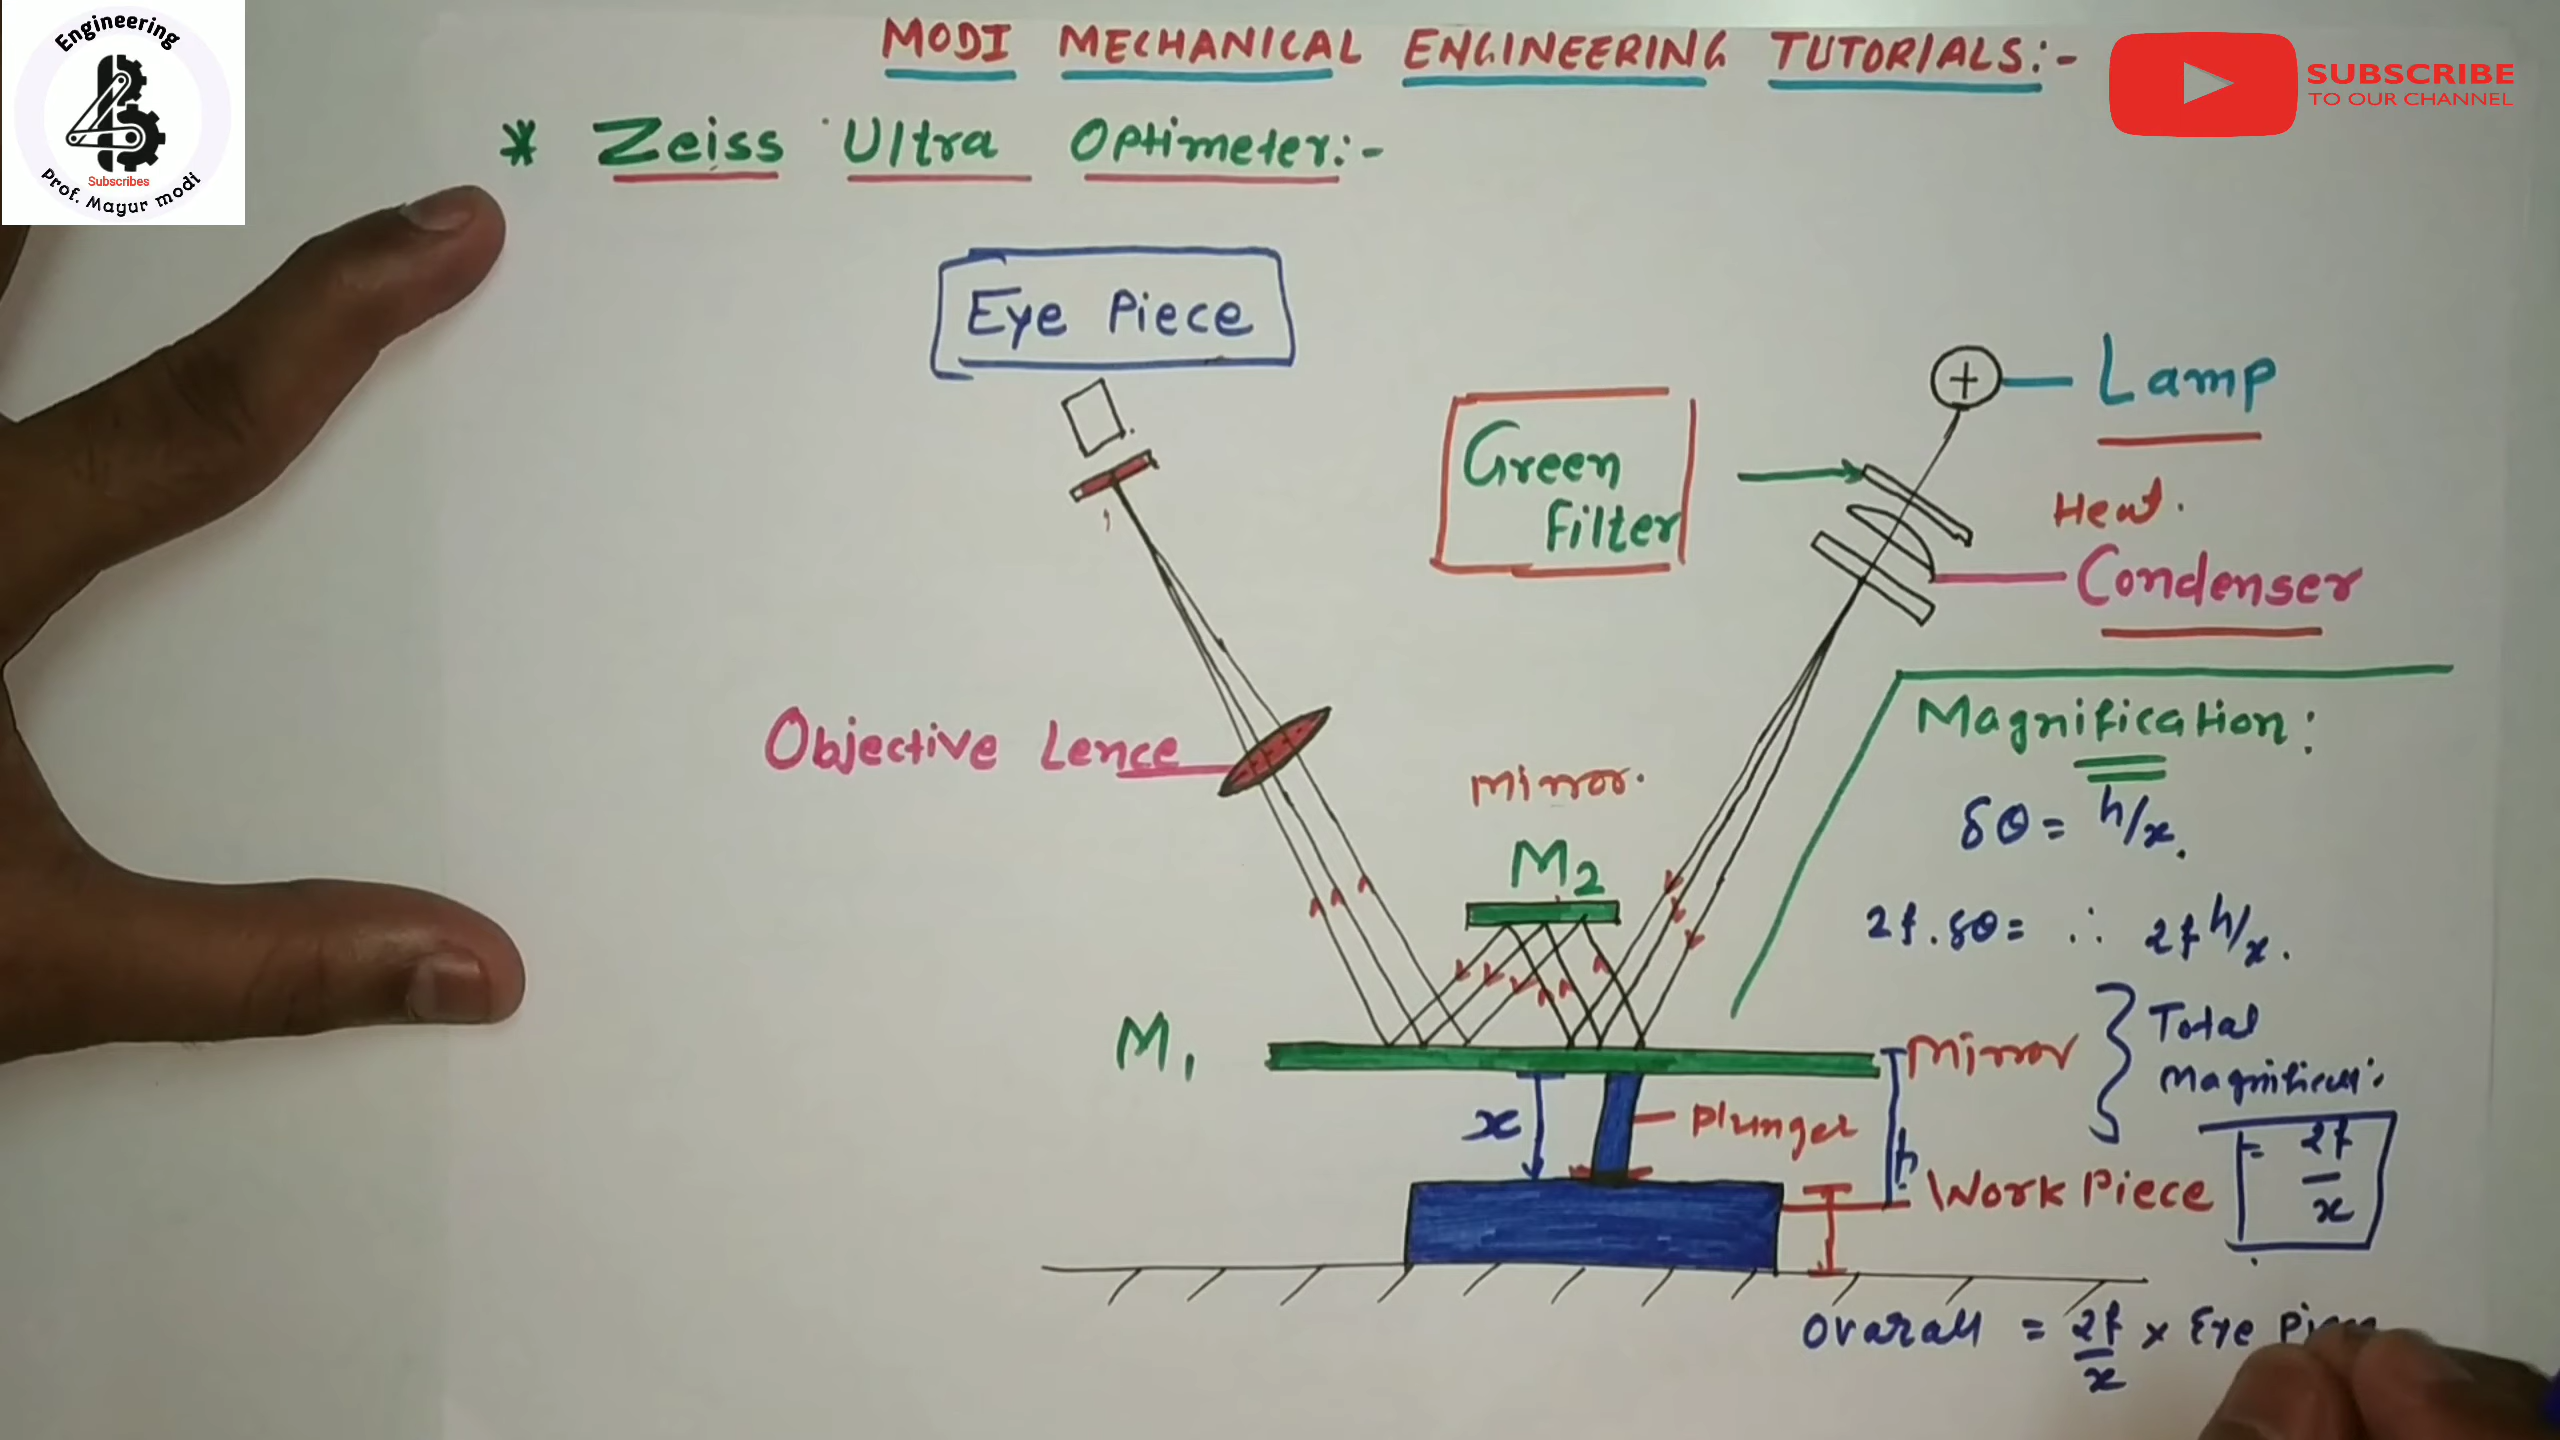 Engineering
Subscribes
Prof. Mayur modi
MODI MECHANICAL ENGINEERING TUTORIALS:-
SUBSCRIBE
TO OUR CHANNEL
* Zeiss Ultra Optimeter:-
Eye Piece
Lamp
Green
Filter
Heat.
Condenser
Objective Lence
Mirror.
M2
Magnification:
δθ = h/x.
2f.δθ = ∴ 2f h/x.
M1
Mirror
Total
x
Plunger
h
Work Piece
= 2f/x
Ovarall = 2f/x × Eye